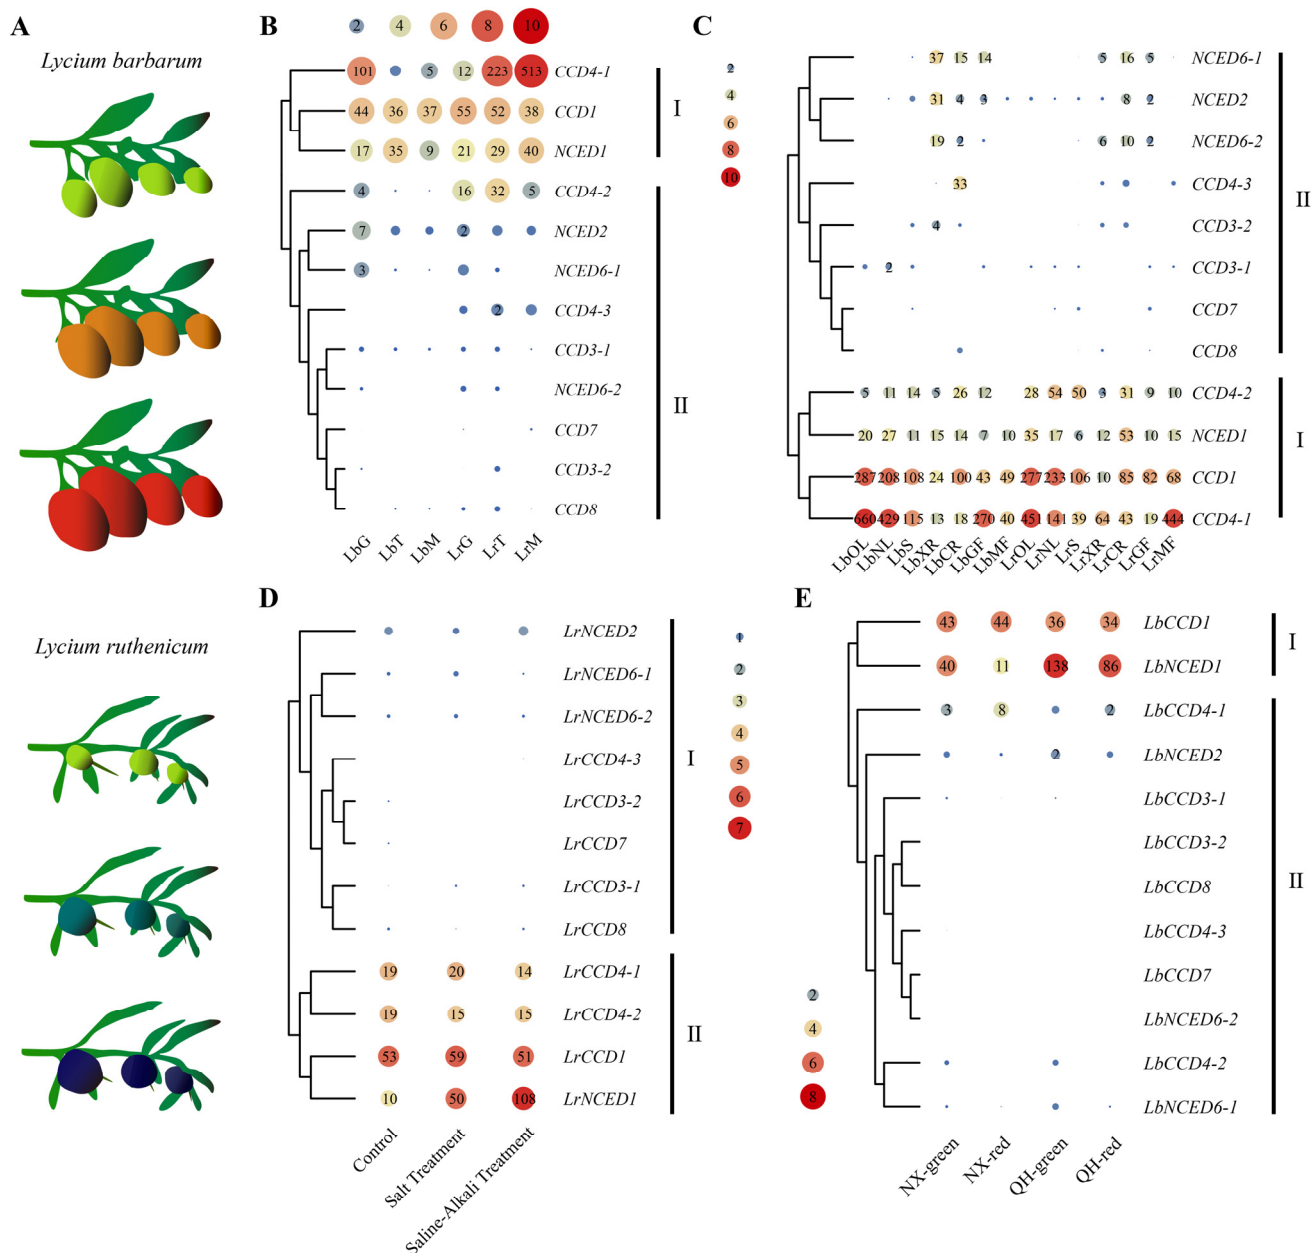 A
Lycium barbarum
Lycium ruthenicum
B
2 4 6 8 10
101 5 12 223 513 CCD4-1
44 36 37 55 52 38 CCD1
17 35 9 21 29 40 NCED1
4 16 32 5 CCD4-2
7 2 NCED2
3 NCED6-1
2 CCD4-3
CCD3-1
NCED6-2
CCD7
CCD3-2
CCD8
I
II
LbG LbT LbM LrG LrT LrM
C
2
4
6
8
10
37 15 14 5 16 5 NCED6-1
31 4 3 8 2 NCED2
19 2 6 10 2 NCED6-2
33 CCD4-3
4 CCD3-2
2 CCD3-1
CCD7
CCD8
5 11 14 5 26 12 28 54 50 3 31 9 10 CCD4-2
20 27 11 15 14 7 10 35 17 6 12 53 10 15 NCED1
287 208 108 24 100 43 49 277 233 106 10 85 82 68 CCD1
660 429 115 13 18 270 40 451 141 39 64 43 19 444 CCD4-1
II
I
LbOL LbNL LbS LbXR LbCR LbGF LbMF LrOL LrNL LrS LrXR LrCR LrGF LrMF
D
LrNCED2
LrNCED6-1
LrNCED6-2
LrCCD4-3
LrCCD3-2
LrCCD7
LrCCD3-1
LrCCD8
19 20 14 LrCCD4-1
19 15 15 LrCCD4-2
53 59 51 LrCCD1
10 50 108 LrNCED1
I
II
Control Salt Treatment Saline-Alkali Treatment
1
2
3
4
5
6
7
E
43 44 36 34 LbCCD1
40 11 138 86 LbNCED1
3 8 2 LbCCD4-1
2 LbNCED2
LbCCD3-1
LbCCD3-2
LbCCD8
LbCCD4-3
LbCCD7
LbNCED6-2
LbCCD4-2
LbNCED6-1
I
II
2
4
6
8
NX-green NX-red QH-green QH-red